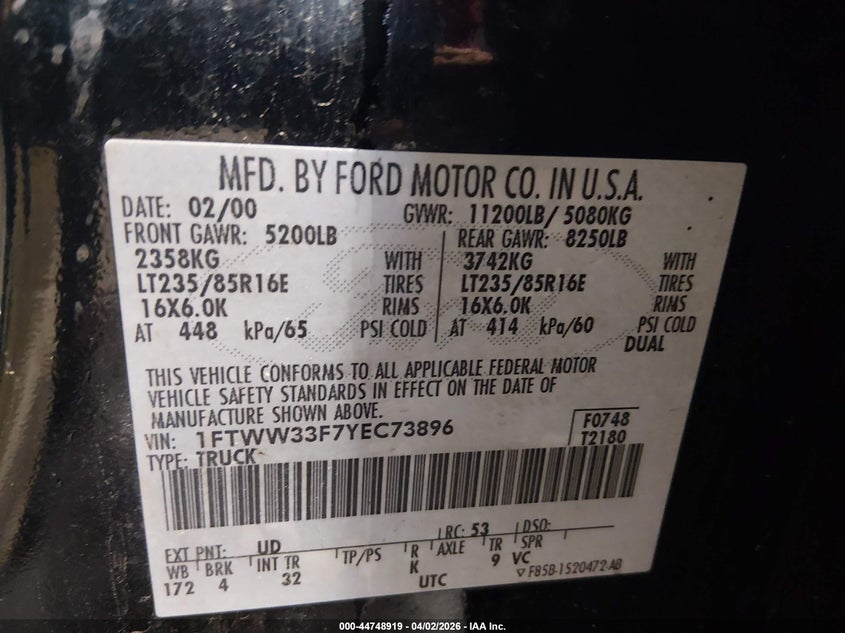 MFD. BY FORD MOTOR CO. IN U.S.A.
DATE: 02/00 GVWR: 11200LB/ 5080KG
FRONT GAWR: 5200LB REAR GAWR: 8250LB
2358KG WITH 3742KG WITH
LT235/85R16E TIRES LT235/85R16E TIRES
16X6.0K RIMS 16X6.0K RIMS
AT 448 kPa/65 PSI COLD AT 414 kPa/60 PSI COLD
DUAL
THIS VEHICLE CONFORMS TO ALL APPLICABLE FEDERAL MOTOR
VEHICLE SAFETY STANDARDS IN EFFECT ON THE DATE OF
MANUFACTURE SHOWN ABOVE.
VIN: 1FTWW33F7YEC73896 F0748
TYPE: TRUCK T2180
EXT PNT: UD RC: 53 DSO:
WB BRK INT TR TP/PS R AXLE TR SPR
172 4 32 K 9 VC
UTC ▽ F85B-1520472-AB
000-44748919 - 04/02/2026 - IAA Inc.